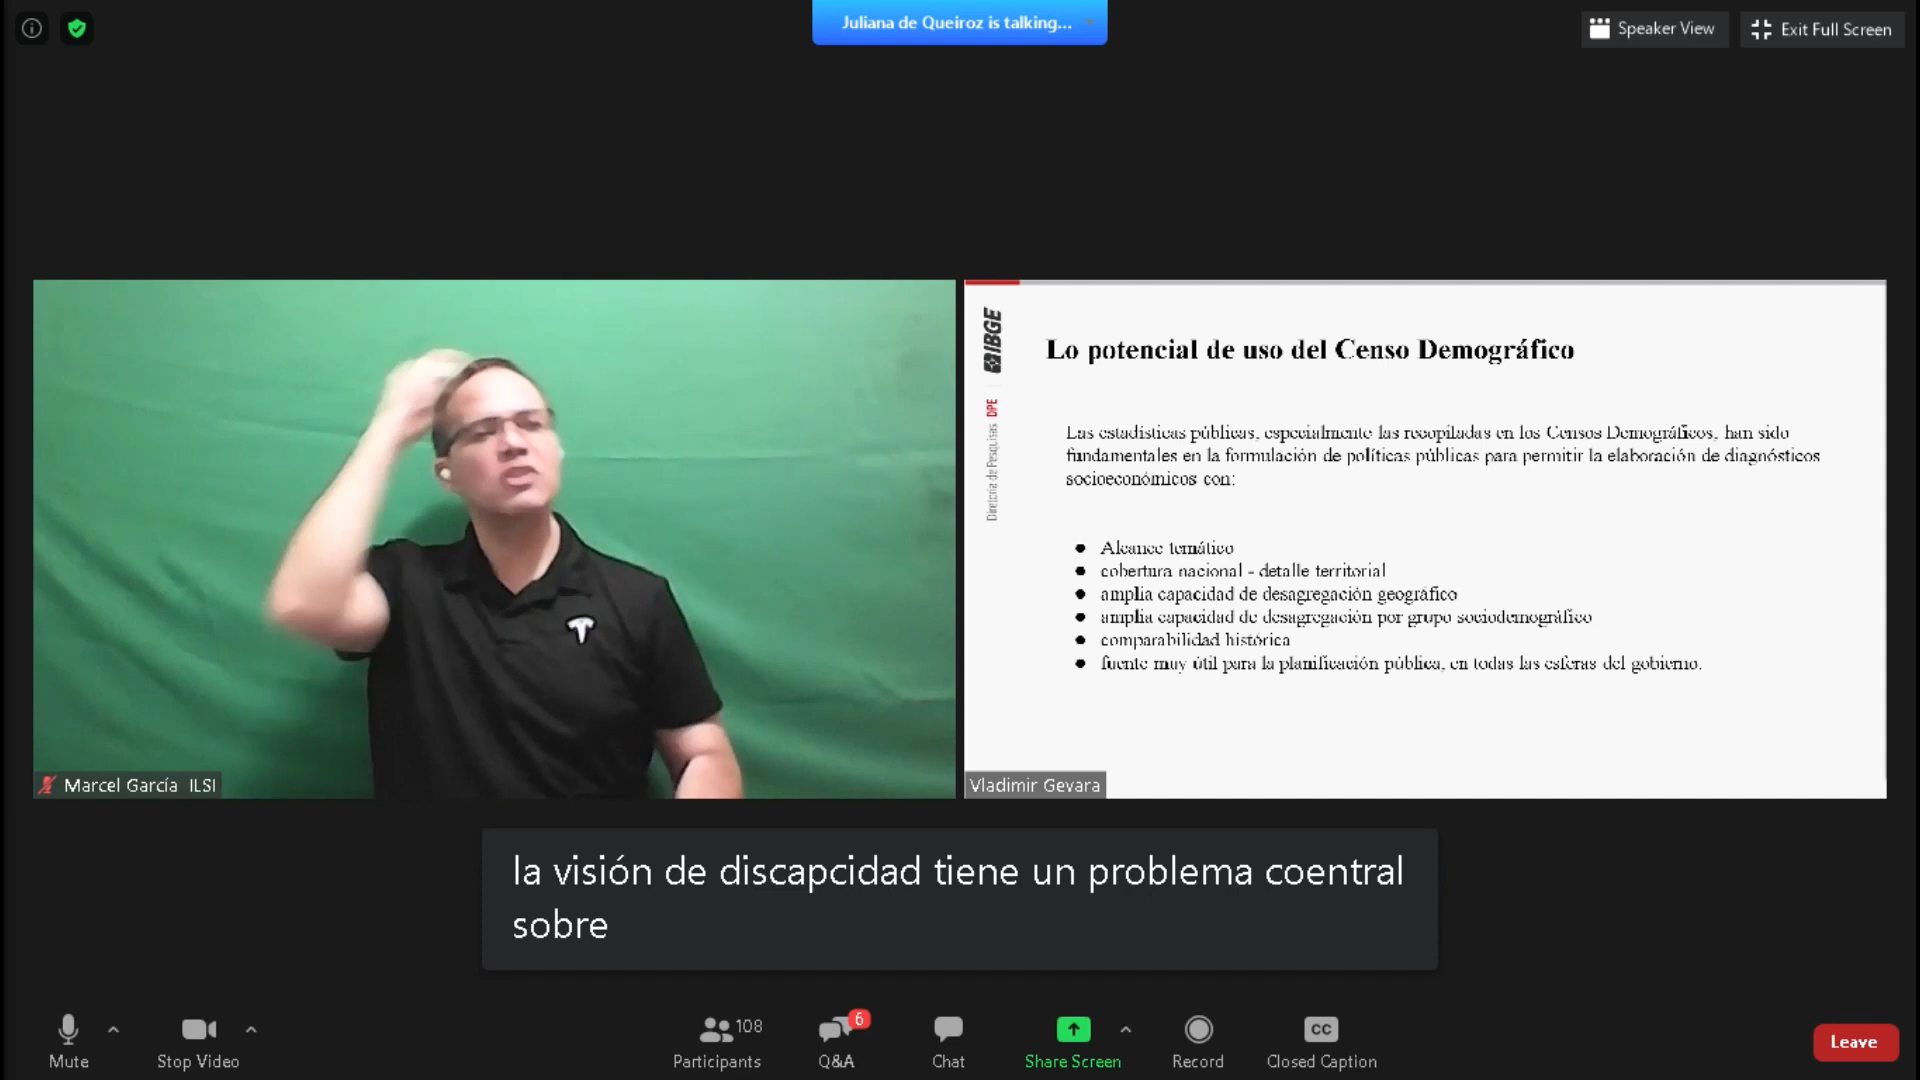 Juliana de Queiroz is talking...
Speaker View
Exit Full Screen
IBGE
Diretoria de Pesquisas DPE
Lo potencial de uso del Censo Demográfico
Las estadísticas públicas, especialmente las recopiladas en los Censos Demográficos, han sido
fundamentales en la formulación de políticas públicas para permitir la elaboración de diagnósticos
socioeconómicos con:
● Alcance temático
● cobertura nacional - detalle territorial
● amplia capacidad de desagregación geográfico
● amplia capacidad de desagregación por grupo sociodemográfico
● comparabilidad histórica
● fuente muy útil para la planificación pública, en todas las esferas del gobierno.
Marcel García ILSI
Vladimir Gevara
la visión de discapcidad tiene un problema coentral
sobre
Mute
Stop Video
108
Participants
6
Q&A
Chat
Share Screen
Record
CC
Closed Caption
Leave